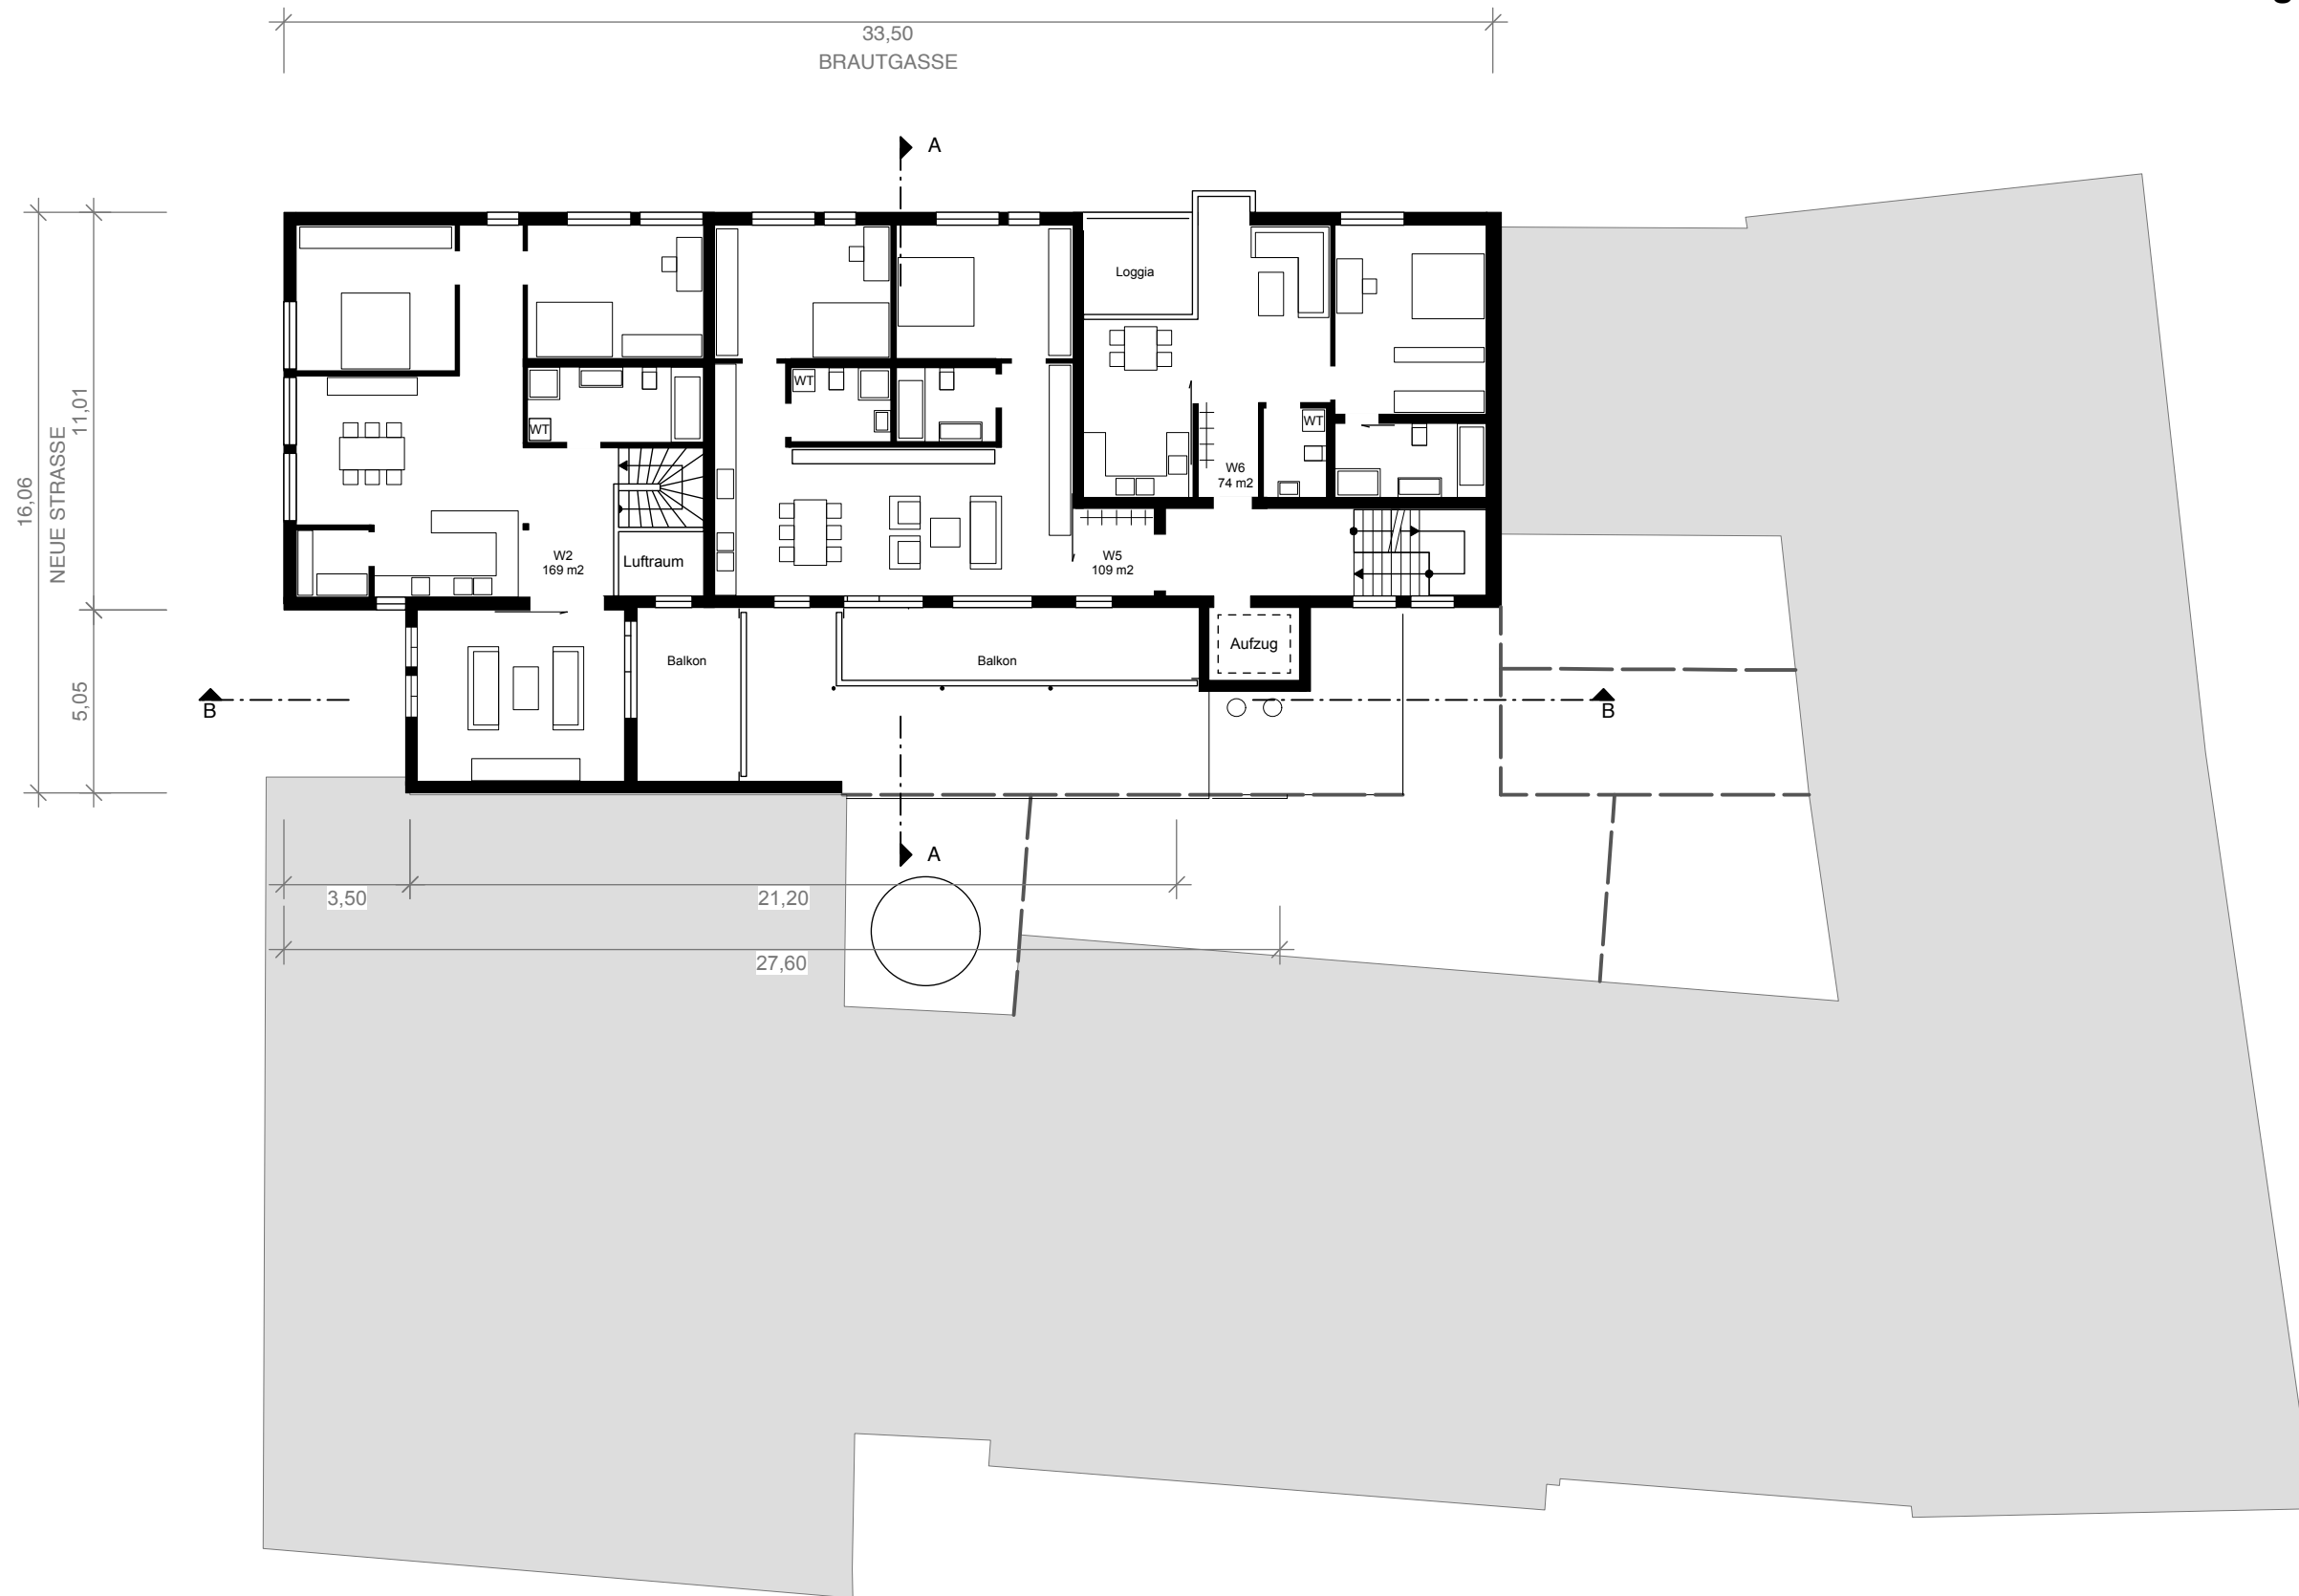 33,50
BRAUTGASSE
A
Loggia
11,01
16,06
NEUE STRASSE
WT
WT
WT
W6
74 m2
W2
169 m2
Luftraum
W5
109 m2
Aufzug
Balkon
Balkon
5,05
B
B
A
3,50
21,20
27,60